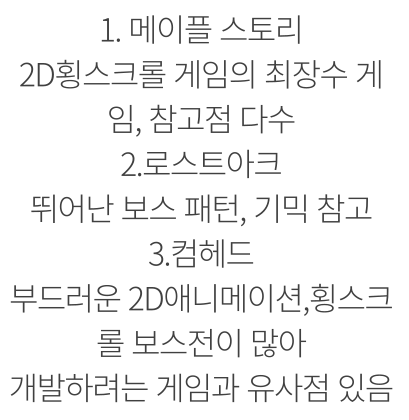 1. 메이플 스토리
2D횡스크롤 게임의 최장수 게
임, 참고점 다수
2.로스트아크
뛰어난 보스 패턴, 기믹 참고
3.컴헤드
부드러운 2D애니메이션,횡스크
롤 보스전이 많아
개발하려는 게임과 유사점 있음